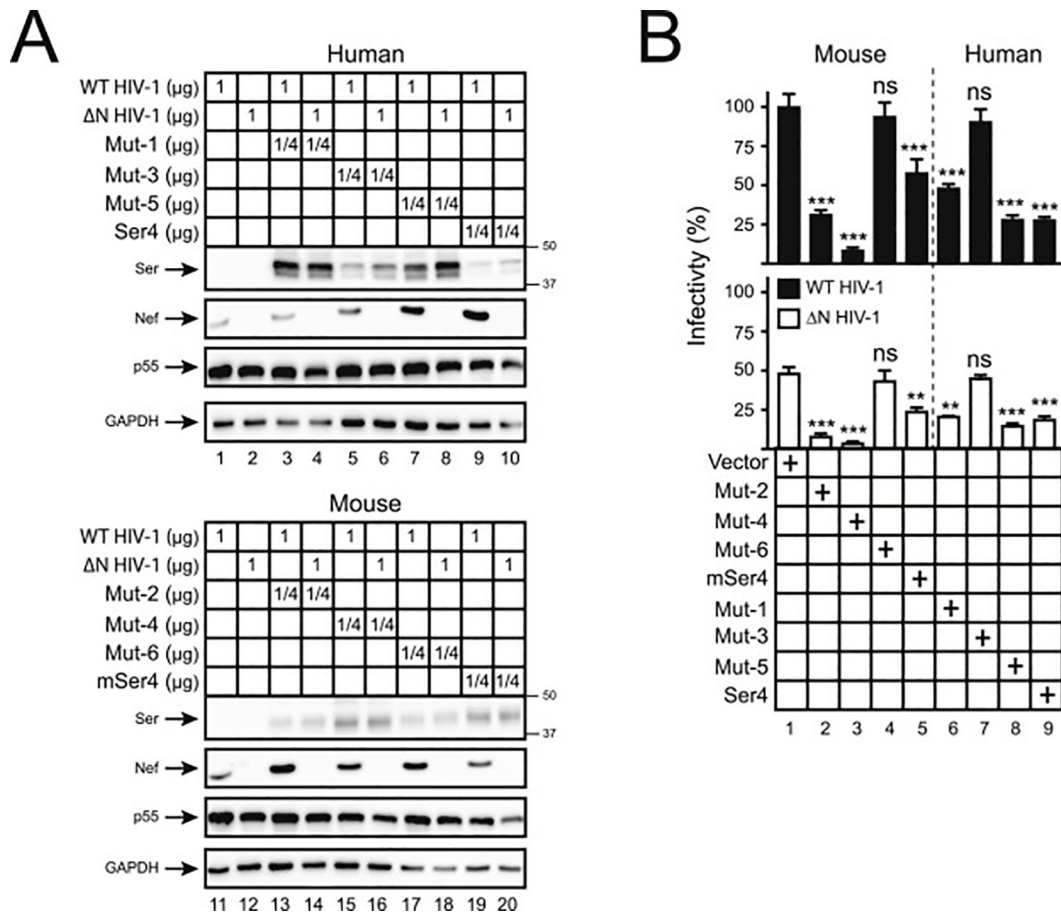 A
Human
WT HIV-1 (µg) 1 1 1 1 1
ΔN HIV-1 (µg) 1 1 1 1 1
Mut-1 (µg) 1/4 1/4
Mut-3 (µg) 1/4 1/4
Mut-5 (µg) 1/4 1/4
Ser4 (µg) 1/4 1/4
Ser 50
37
Nef
p55
GAPDH
1 2 3 4 5 6 7 8 9 10
Mouse
WT HIV-1 (µg) 1 1 1 1 1
ΔN HIV-1 (µg) 1 1 1 1 1
Mut-2 (µg) 1/4 1/4
Mut-4 (µg) 1/4 1/4
Mut-6 (µg) 1/4 1/4
mSer4 (µg) 1/4 1/4
Ser 50
37
Nef
p55
GAPDH
11 12 13 14 15 16 17 18 19 20
B
Mouse Human
Infectivty (%)
100
75
50
25
*** *** ns *** *** ns *** ***
WT HIV-1
ΔN HIV-1
100
75
50
25
*** *** ns ** ** ns *** ***
Vector +
Mut-2 +
Mut-4 +
Mut-6 +
mSer4 +
Mut-1 +
Mut-3 +
Mut-5 +
Ser4 +
1 2 3 4 5 6 7 8 9